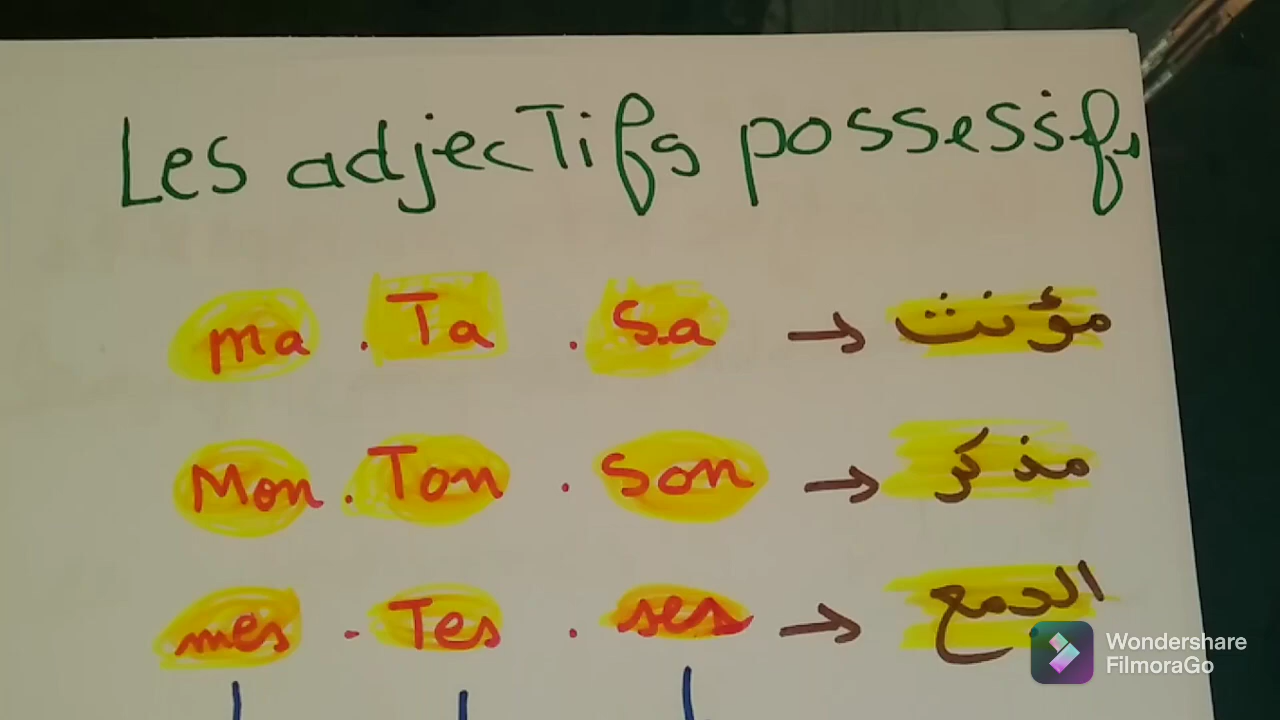 Les adjectifs possessifs
ma . Ta . Sa → مؤنث
Mon . Ton . Son → مذكر
mes . Tes . ses → الجمع
Wondershare
FilmoraGo